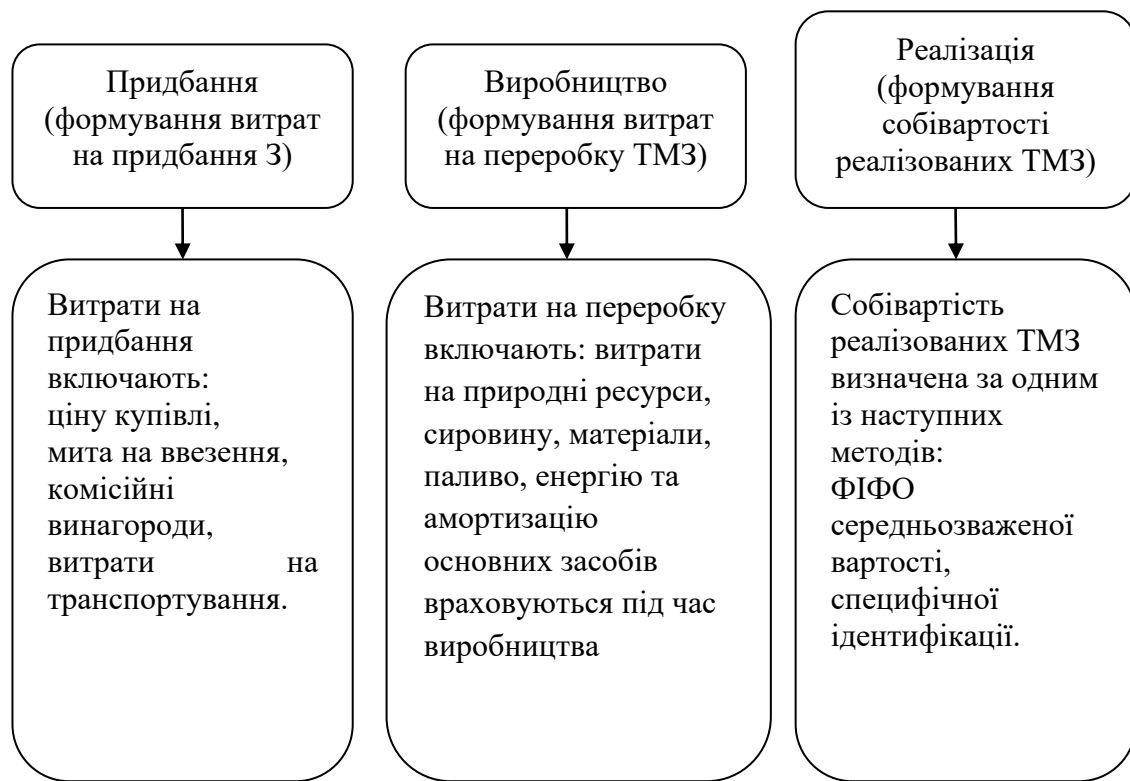 Придбання
(формування витрат
на придбання З)
Виробництво
(формування витрат
на переробку ТМЗ)
Реалізація
(формування
собівартості
реалізованих ТМЗ)
Витрати на
придбання
включають:
ціну купівлі,
мита на ввезення,
комісійні
винагороди,
витрати на
транспортування.
Витрати на переробку
включають: витрати
на природні ресурси,
сировину, матеріали,
паливо, енергію та
амортизацію
основних засобів
враховуються під час
виробництва
Собівартість
реалізованих ТМЗ
визначена за одним
із наступних
методів:
ФІФО
середньозваженої
вартості,
специфічної
ідентифікації.